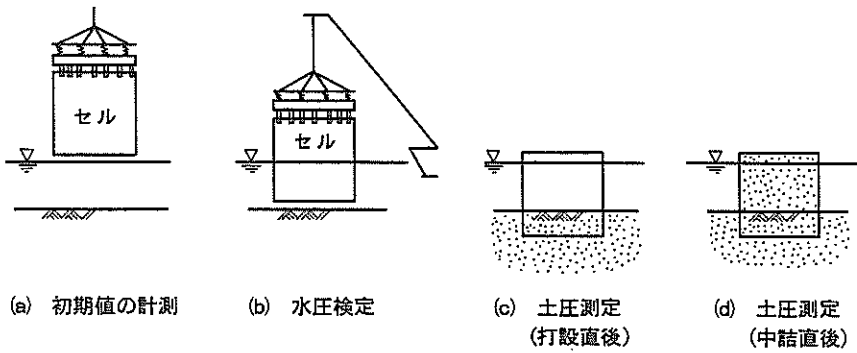 セル
セル
(a) 初期値の計測
(b) 水圧検定
(c) 土圧測定
(打設直後)
(d) 土圧測定
(中詰直後)